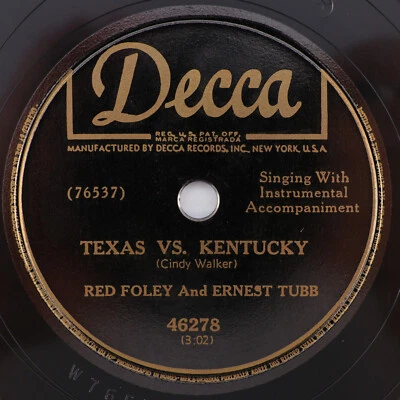 Decca
REG. U.S. PAT. OFF.
MARCA REGISTRADA
MANUFACTURED BY DECCA RECORDS, INC., NEW YORK, U.S.A.
(76537)
Singing With
Instrumental
Accompaniment
TEXAS VS. KENTUCKY
(Cindy Walker)
RED FOLEY And ERNEST TUBB
46278
(3:02)